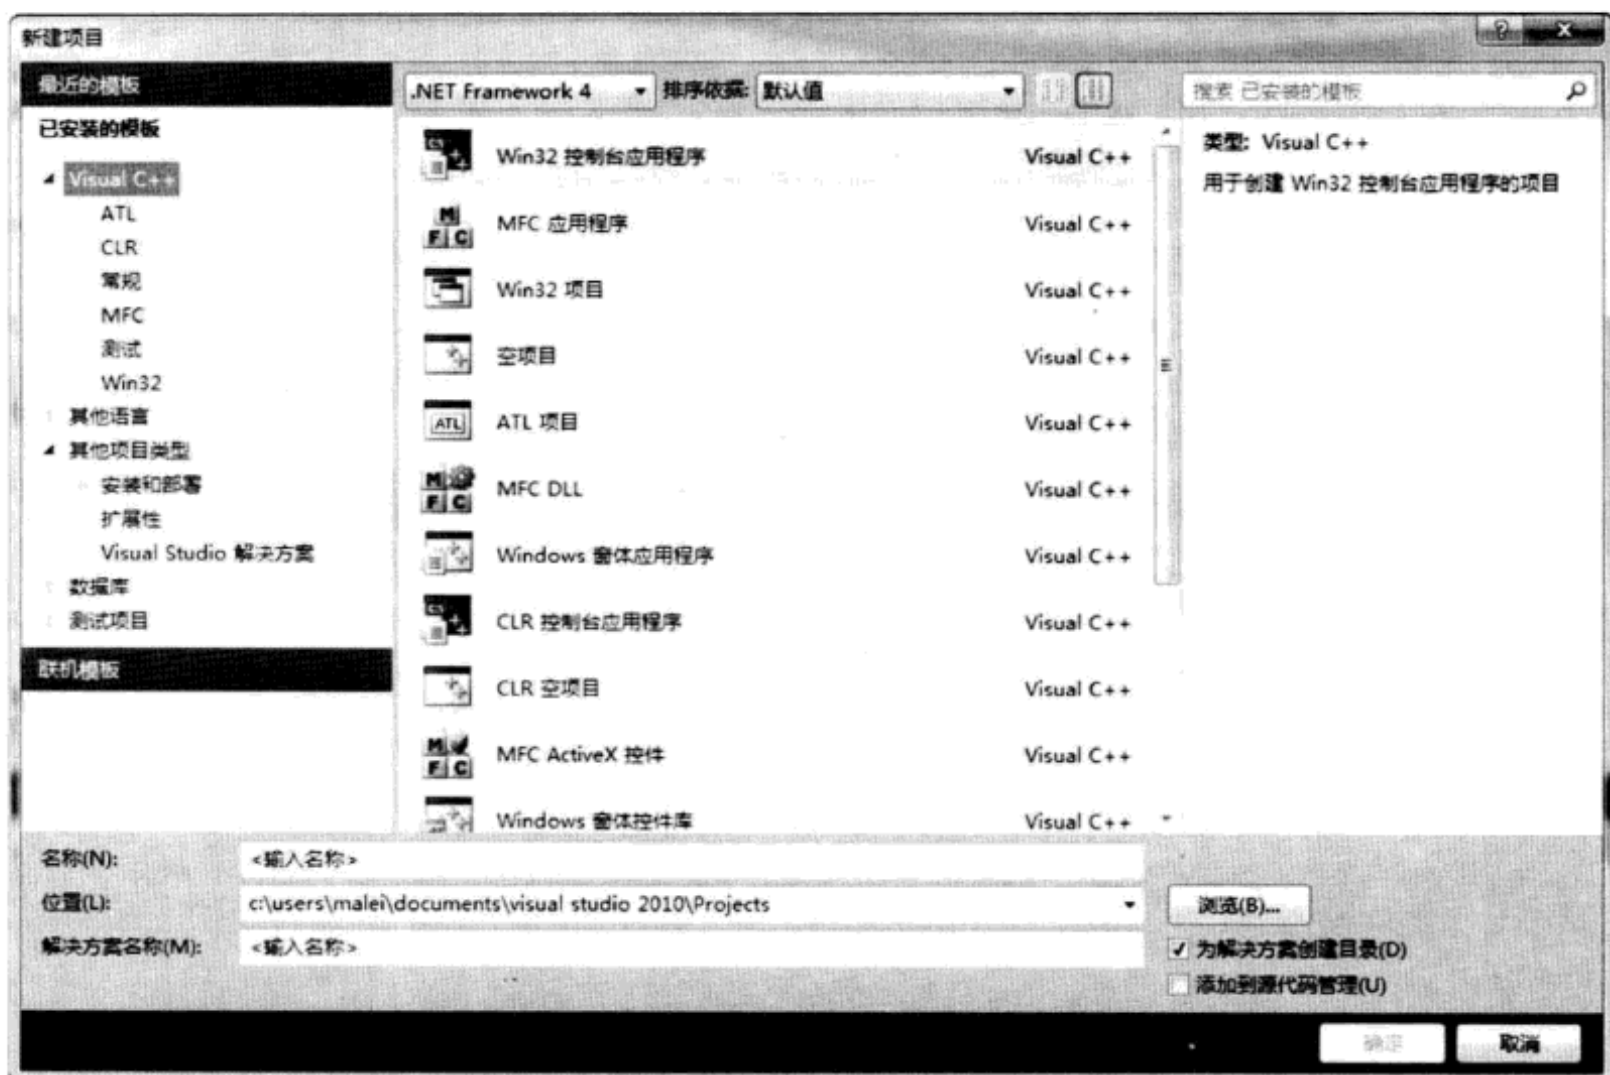 新建项目
最近的模板
已安装的模板
Visual C++
ATL
CLR
常规
MFC
测试
Win32
其他语言
其他项目类型
安装和部署
扩展性
Visual Studio 解决方案
数据库
测试项目
联机模板
.NET Framework 4 排序依据: 默认值
Win32 控制台应用程序 Visual C++
MFC 应用程序 Visual C++
Win32 项目 Visual C++
空项目 Visual C++
ATL 项目 Visual C++
MFC DLL Visual C++
Windows 窗体应用程序 Visual C++
CLR 控制台应用程序 Visual C++
CLR 空项目 Visual C++
MFC ActiveX 控件 Visual C++
Windows 窗体控件库 Visual C++
搜索 已安装的模板
类型: Visual C++
用于创建 Win32 控制台应用程序的项目
名称(N): <输入名称>
位置(L): c:\users\malei\documents\visual studio 2010\Projects 浏览(B)...
解决方案名称(M): <输入名称>
为解决方案创建目录(D)
添加到源代码管理(U)
确定 取消